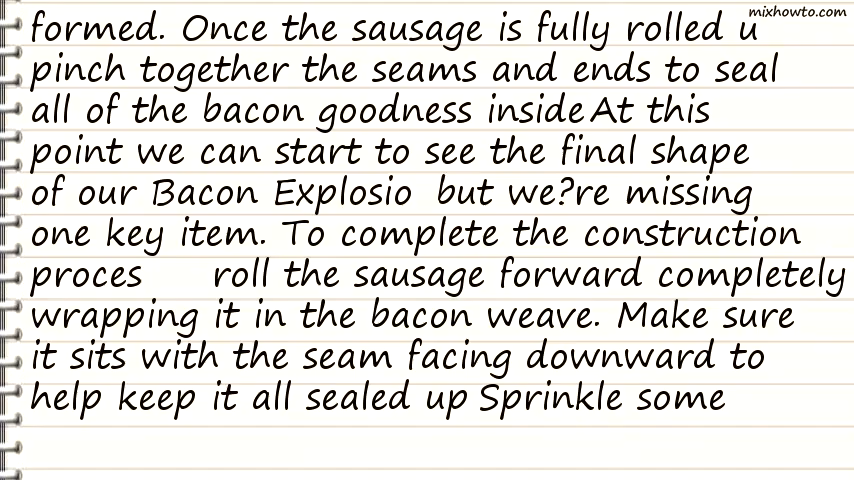 mixhowto.com
formed. Once the sausage is fully rolled u
pinch together the seams and ends to seal
all of the bacon goodness inside At this
point we can start to see the final shape
of our Bacon Explosio but we?re missing
one key item. To complete the construction
proces roll the sausage forward completely
wrapping it in the bacon weave. Make sure
it sits with the seam facing downward to
help keep it all sealed up Sprinkle some